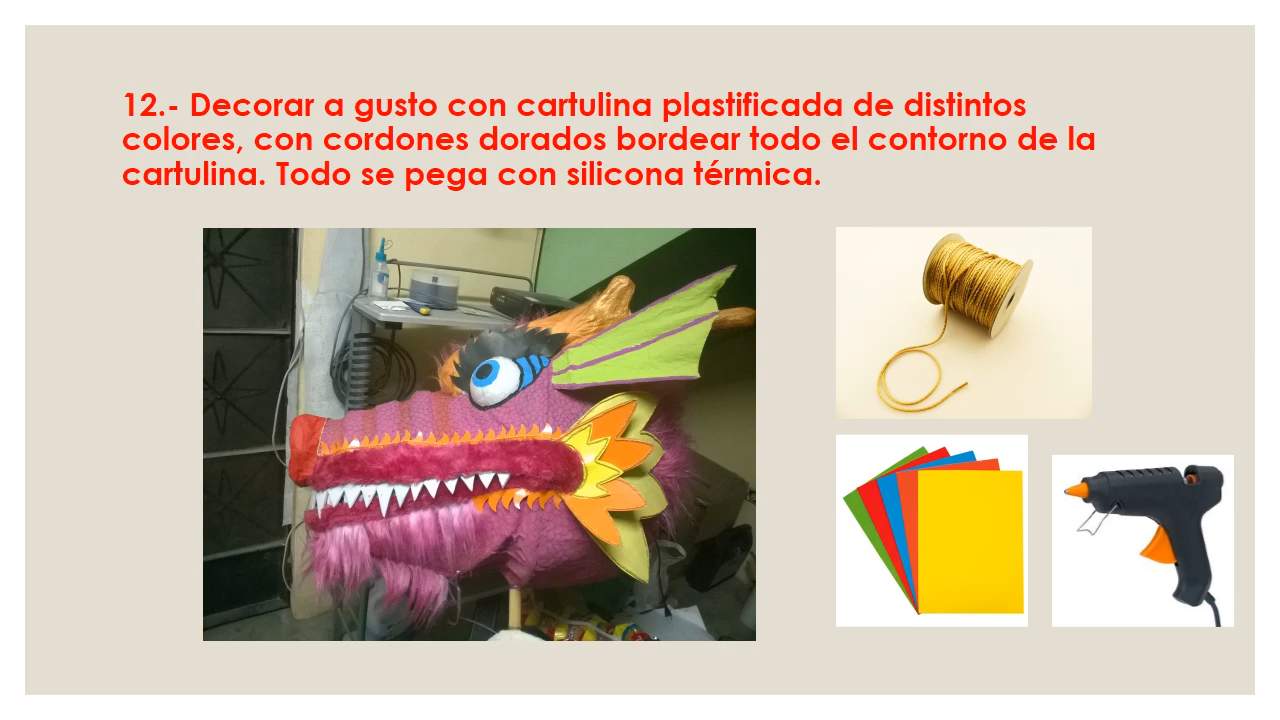 12.- Decorar a gusto con cartulina plastificada de distintos
colores, con cordones dorados bordear todo el contorno de la
cartulina. Todo se pega con silicona térmica.